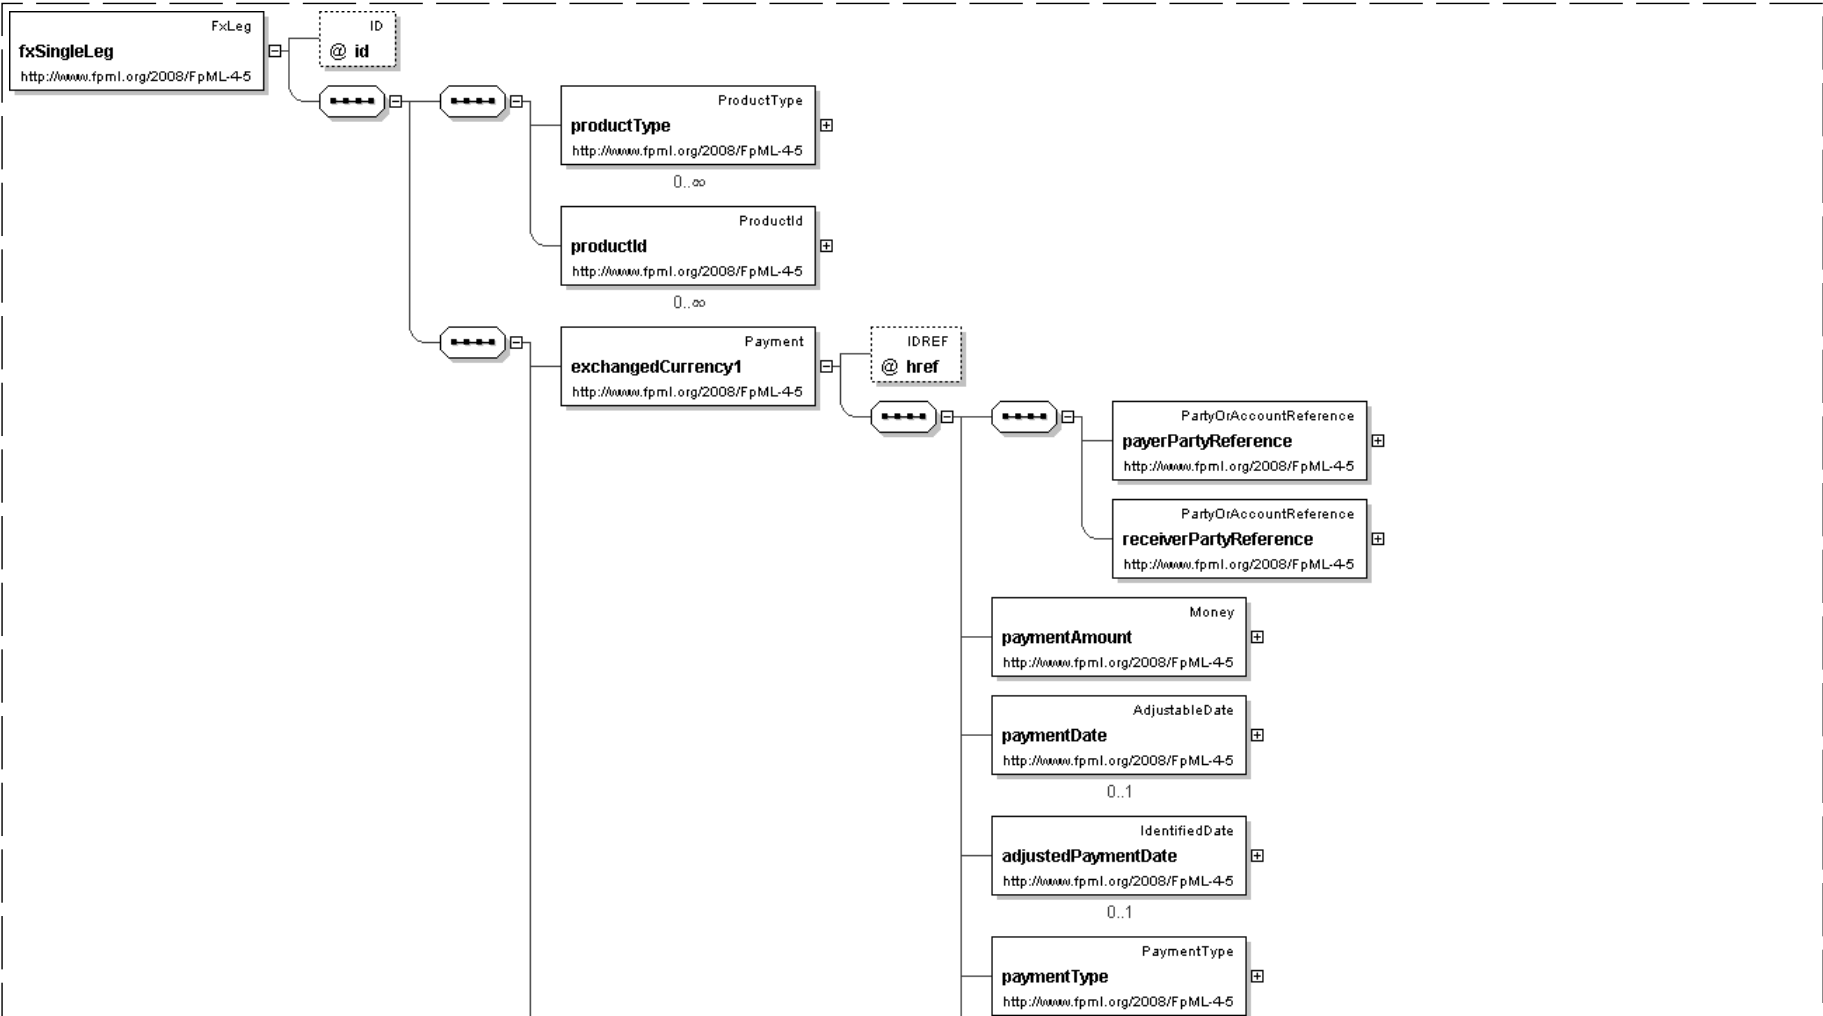 FxLeg
fxSingleLeg
http://www.fpml.org/2008/FpML-4-5
ID
@ id
ProductType
productType
http://www.fpml.org/2008/FpML-4-5
0..∞
ProductId
productId
http://www.fpml.org/2008/FpML-4-5
0..∞
Payment
exchangedCurrency1
http://www.fpml.org/2008/FpML-4-5
IDREF
@ href
PartyOrAccountReference
payerPartyReference
http://www.fpml.org/2008/FpML-4-5
PartyOrAccountReference
receiverPartyReference
http://www.fpml.org/2008/FpML-4-5
Money
paymentAmount
http://www.fpml.org/2008/FpML-4-5
AdjustableDate
paymentDate
http://www.fpml.org/2008/FpML-4-5
0..1
IdentifiedDate
adjustedPaymentDate
http://www.fpml.org/2008/FpML-4-5
0..1
PaymentType
paymentType
http://www.fpml.org/2008/FpML-4-5